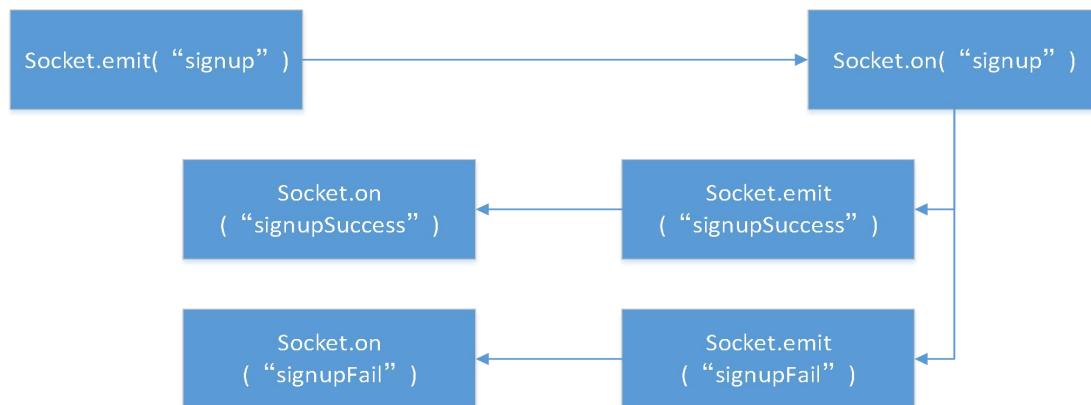 Socket.emit( “signup” )
Socket.on( “signup” )
Socket.on
( “signupSuccess” )
Socket.emit
( “signupSuccess” )
Socket.on
( “signupFail” )
Socket.emit
( “signupFail” )